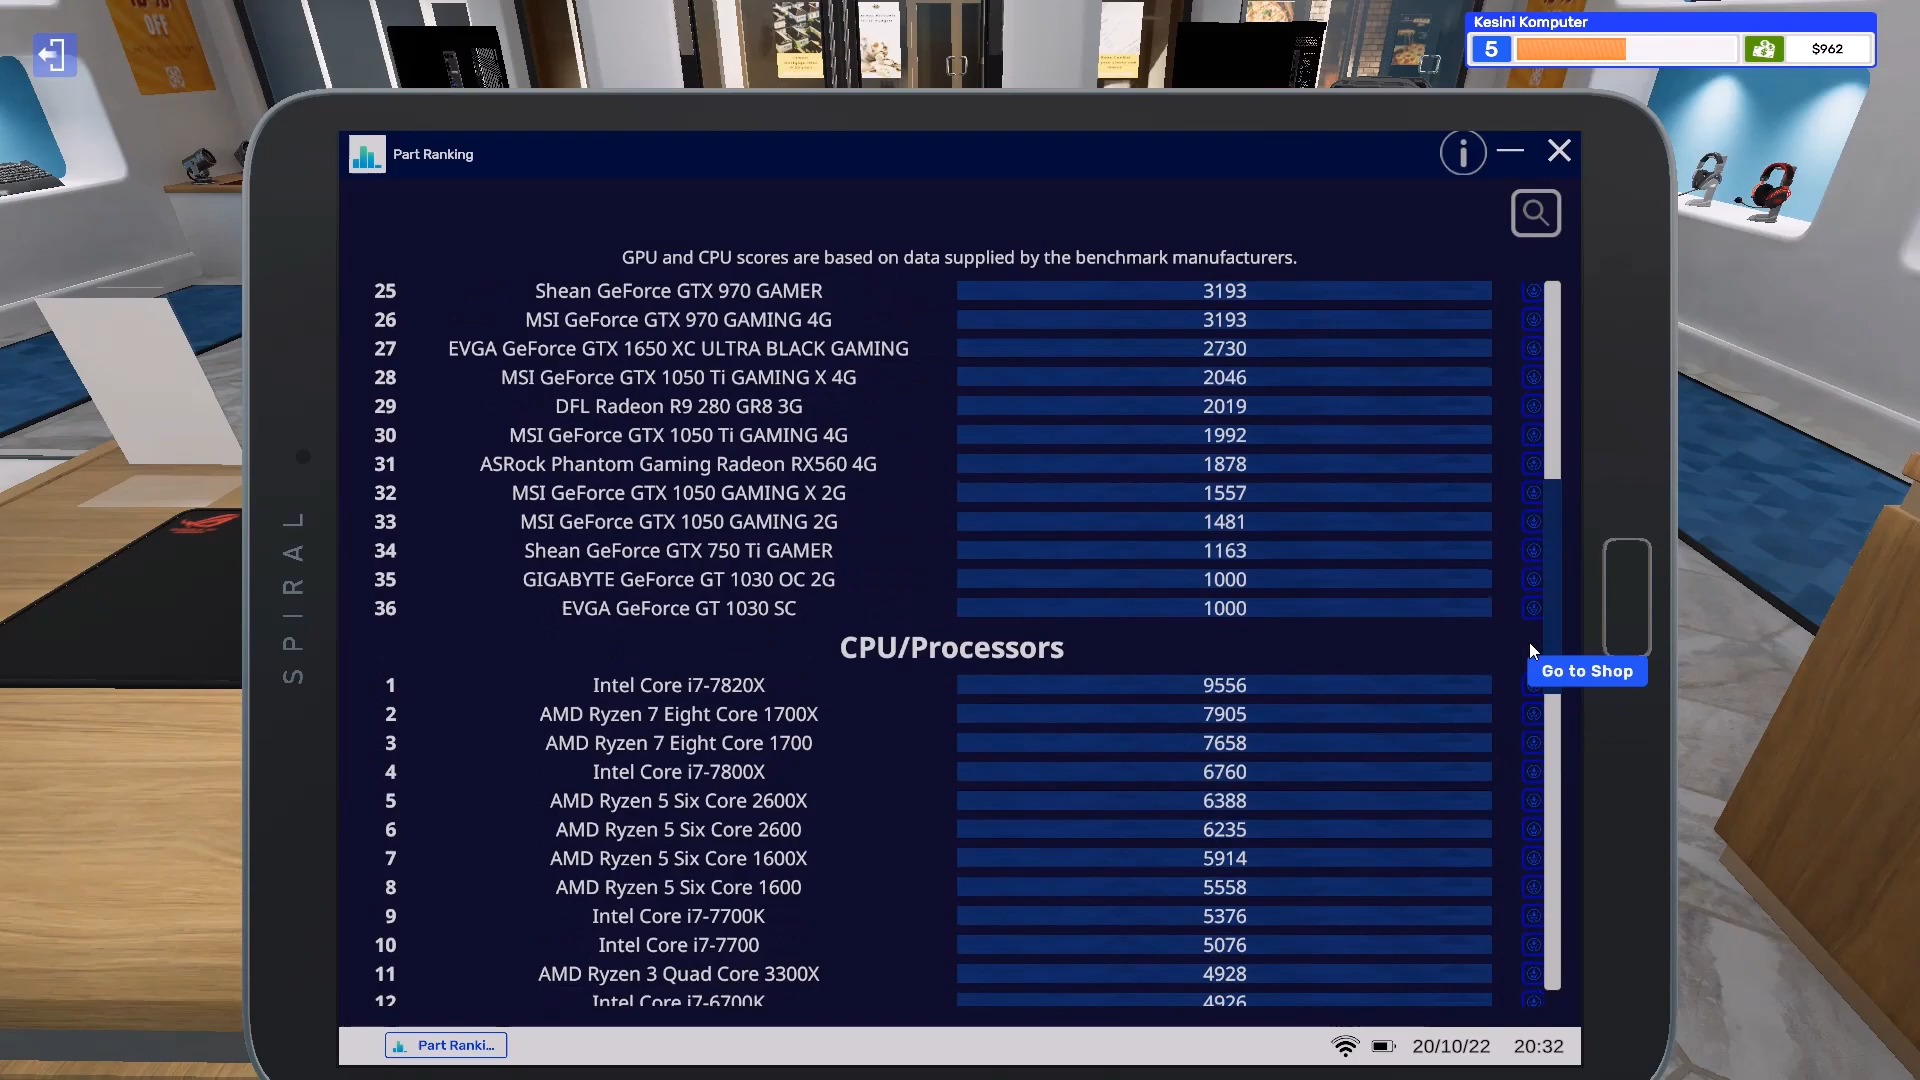 OFF
Kesini Komputer
5
$962
Part Ranking
GPU and CPU scores are based on data supplied by the benchmark manufacturers.
25 Shean GeForce GTX 970 GAMER 3193
26 MSI GeForce GTX 970 GAMING 4G 3193
27 EVGA GeForce GTX 1650 XC ULTRA BLACK GAMING 2730
28 MSI GeForce GTX 1050 Ti GAMING X 4G 2046
29 DFL Radeon R9 280 GR8 3G 2019
30 MSI GeForce GTX 1050 Ti GAMING 4G 1992
31 ASRock Phantom Gaming Radeon RX560 4G 1878
32 MSI GeForce GTX 1050 GAMING X 2G 1557
33 MSI GeForce GTX 1050 GAMING 2G 1481
34 Shean GeForce GTX 750 Ti GAMER 1163
35 GIGABYTE GeForce GT 1030 OC 2G 1000
36 EVGA GeForce GT 1030 SC 1000
CPU/Processors
Go to Shop
1 Intel Core i7-7820X 9556
2 AMD Ryzen 7 Eight Core 1700X 7905
3 AMD Ryzen 7 Eight Core 1700 7658
4 Intel Core i7-7800X 6760
5 AMD Ryzen 5 Six Core 2600X 6388
6 AMD Ryzen 5 Six Core 2600 6235
7 AMD Ryzen 5 Six Core 1600X 5914
8 AMD Ryzen 5 Six Core 1600 5558
9 Intel Core i7-7700K 5376
10 Intel Core i7-7700 5076
11 AMD Ryzen 3 Quad Core 3300X 4928
12 Intel Core i7-6700K 4926
SPIRAL
Part Ranki...
20/10/22 20:32